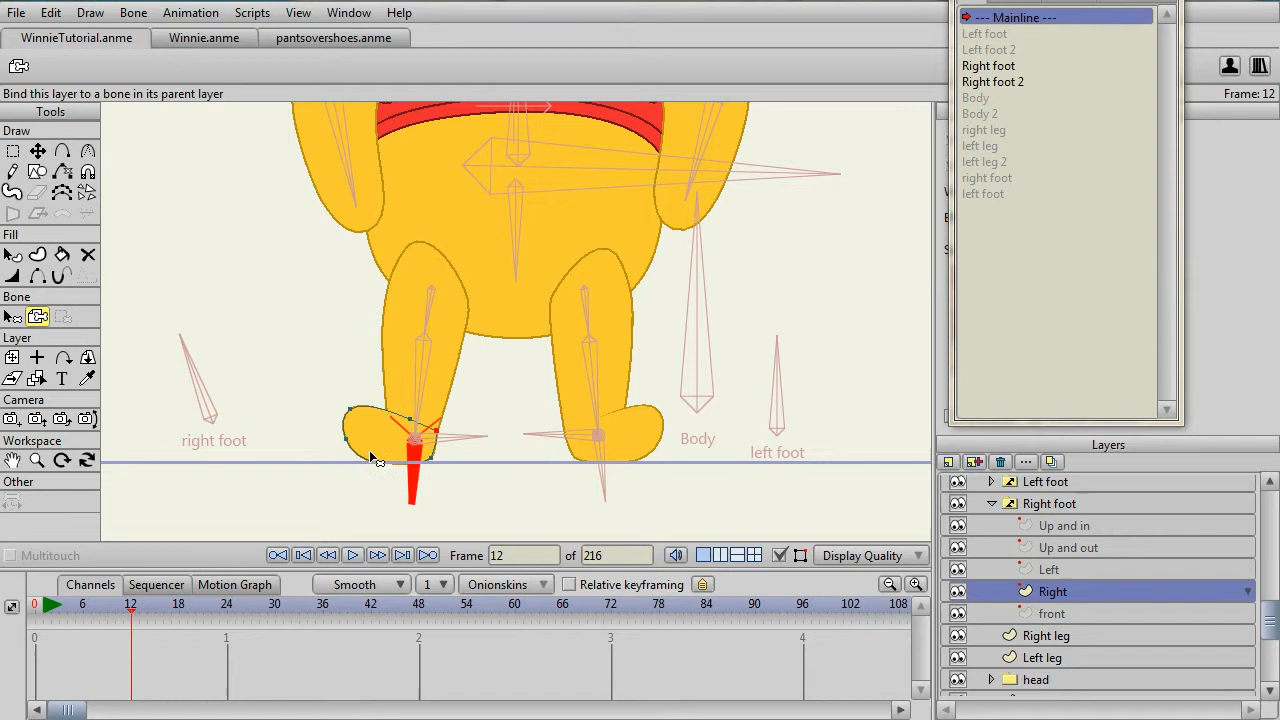 File Edit Draw Bone Animation Scripts View Window Help
WinnieTutorial.anme Winnie.anme pantsovershoes.anme
Bind this layer to a bone in its parent layer
Frame: 12
Tools
Draw
Fill
Bone
Layer
Camera
Workspace
Other
Multitouch
--- Mainline ---
Left foot
Left foot 2
Right foot
Right foot 2
Body
Body 2
right leg
left leg
left leg 2
right foot
left foot
right foot
Body
left foot
Layers
Left foot
Right foot
Up and in
Up and out
Left
Right
front
Right leg
Left leg
head
Frame 12 of 216 Display Quality
Channels Sequencer Motion Graph Smooth 1 Onionskins Relative keyframing
0 6 12 18 24 30 36 42 48 54 60 66 72 78 84 90 96 102 108
0 1 2 3 4